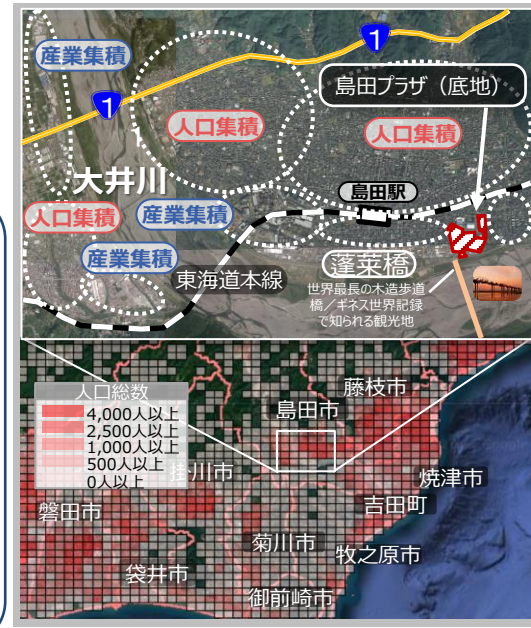 1
産業集積
島田プラザ（底地）
1
人口集積
人口集積
1
大井川
島田駅
人口集積
産業集積
産業集積
東海道本線
蓬莱橋
世界最長の木造歩道
橋／ギネス世界記録
で知られる観光地
人口総数
4,000人以上
2,500人以上
1,000人以上
500人以上
0人以上
藤枝市
島田市
掛川市
焼津市
吉田町
磐田市
菊川市
牧之原市
袋井市
御前崎市